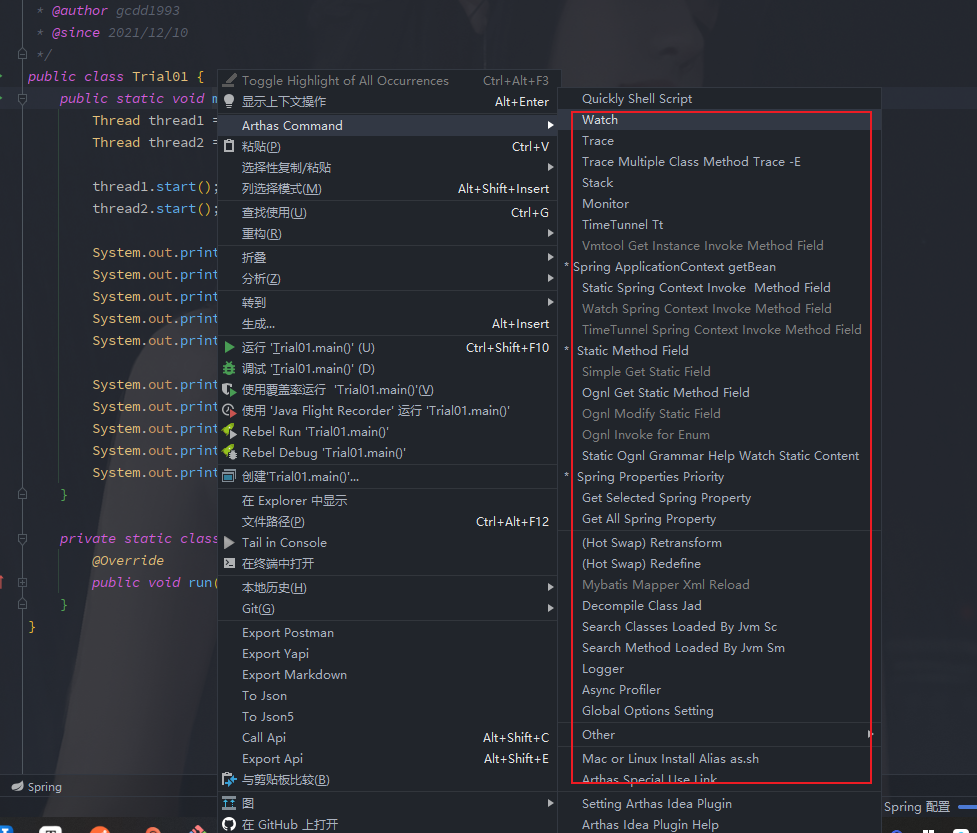 * @author gcdd1993
* @since 2021/12/10
*/
public class Trial01 {
public static void m
Thread thread1 =
Thread thread2 =
thread1.start();
thread2.start();
System.out.print
System.out.print
System.out.print
System.out.print
System.out.print
System.out.print
System.out.print
System.out.print
System.out.print
System.out.print
}
private static class
@Override
public void run(
}
}
Spring
Toggle Highlight of All Occurrences Ctrl+Alt+F3
显示上下文操作 Alt+Enter
Arthas Command
粘贴(P) Ctrl+V
选择性复制/粘贴
列选择模式(M) Alt+Shift+Insert
查找使用(U) Ctrl+G
重构(R)
折叠
分析(Z)
转到
生成... Alt+Insert
运行 'Trial01.main()' (U) Ctrl+Shift+F10
调试 'Trial01.main()' (D)
使用覆盖率运行 'Trial01.main()'(V)
使用 'Java Flight Recorder' 运行 'Trial01.main()'
Rebel Run 'Trial01.main()'
Rebel Debug 'Trial01.main()'
创建'Trial01.main()'...
在 Explorer 中显示
文件路径(P) Ctrl+Alt+F12
Tail in Console
在终端中打开
本地历史(H)
Git(G)
Export Postman
Export Yapi
Export Markdown
To Json
To Json5
Call Api Alt+Shift+C
Export Api Alt+Shift+E
与剪贴板比较(B)
图
在 GitHub 上打开
Quickly Shell Script
Watch
Trace
Trace Multiple Class Method Trace -E
Stack
Monitor
TimeTunnel Tt
Vmtool Get Instance Invoke Method Field
* Spring ApplicationContext getBean
Static Spring Context Invoke  Method Field
Watch Spring Context Invoke Method Field
TimeTunnel Spring Context Invoke Method Field
* Static Method Field
Simple Get Static Field
Ognl Get Static Method Field
Ognl Modify Static Field
Ognl Invoke for Enum
Static Ognl Grammar Help Watch Static Content
* Spring Properties Priority
Get Selected Spring Property
Get All Spring Property
(Hot Swap) Retransform
(Hot Swap) Redefine
Mybatis Mapper Xml Reload
Decompile Class Jad
Search Classes Loaded By Jvm Sc
Search Method Loaded By Jvm Sm
Logger
Async Profiler
Global Options Setting
Other
Mac or Linux Install Alias as.sh
Arthas Special Use Link
Setting Arthas Idea Plugin
Arthas Idea Plugin Help
Spring 配置